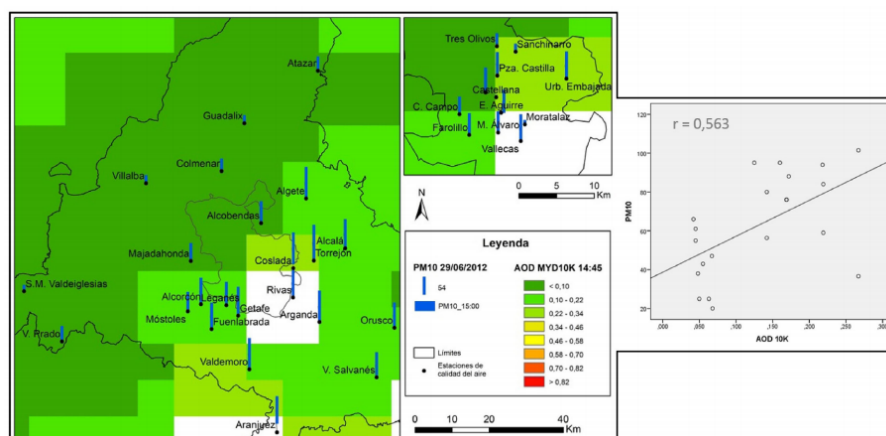 Atazar
Guadalix
Colmenar
Villalba
Algete
Alcobendas
Majadahonda
Alcalá
Torrejón
Coslada
S.M. Valdeiglesias
Rivas
Alcorcón
Leganés
Getafe
Móstoles
Fuenlabrada
Arganda
Orusco
V. Prado
Valdemoro
V. Salvanés
Aranjuez
Tres Olivos
Sanchinarro
Pza. Castilla
Urb. Embajada
Castellana
E. Aguirre
C. Campo
Farolillo
M. Álvaro
Moratalaz
Vallecas
N
0 5 10
Km
Leyenda
PM10 29/06/2012
54
PM10_15:00
Límites
Estaciones de
calidad del aire
AOD MYD10K 14:45
< 0,10
0,10 - 0,22
0,22 - 0,34
0,34 - 0,46
0,46 - 0,58
0,58 - 0,70
0,70 - 0,82
> 0,82
0 10 20 40
Km
r = 0,563
PM10
120
100
80
60
40
20
,000 ,050 ,100 ,150 ,200 ,250 ,300
AOD 10K